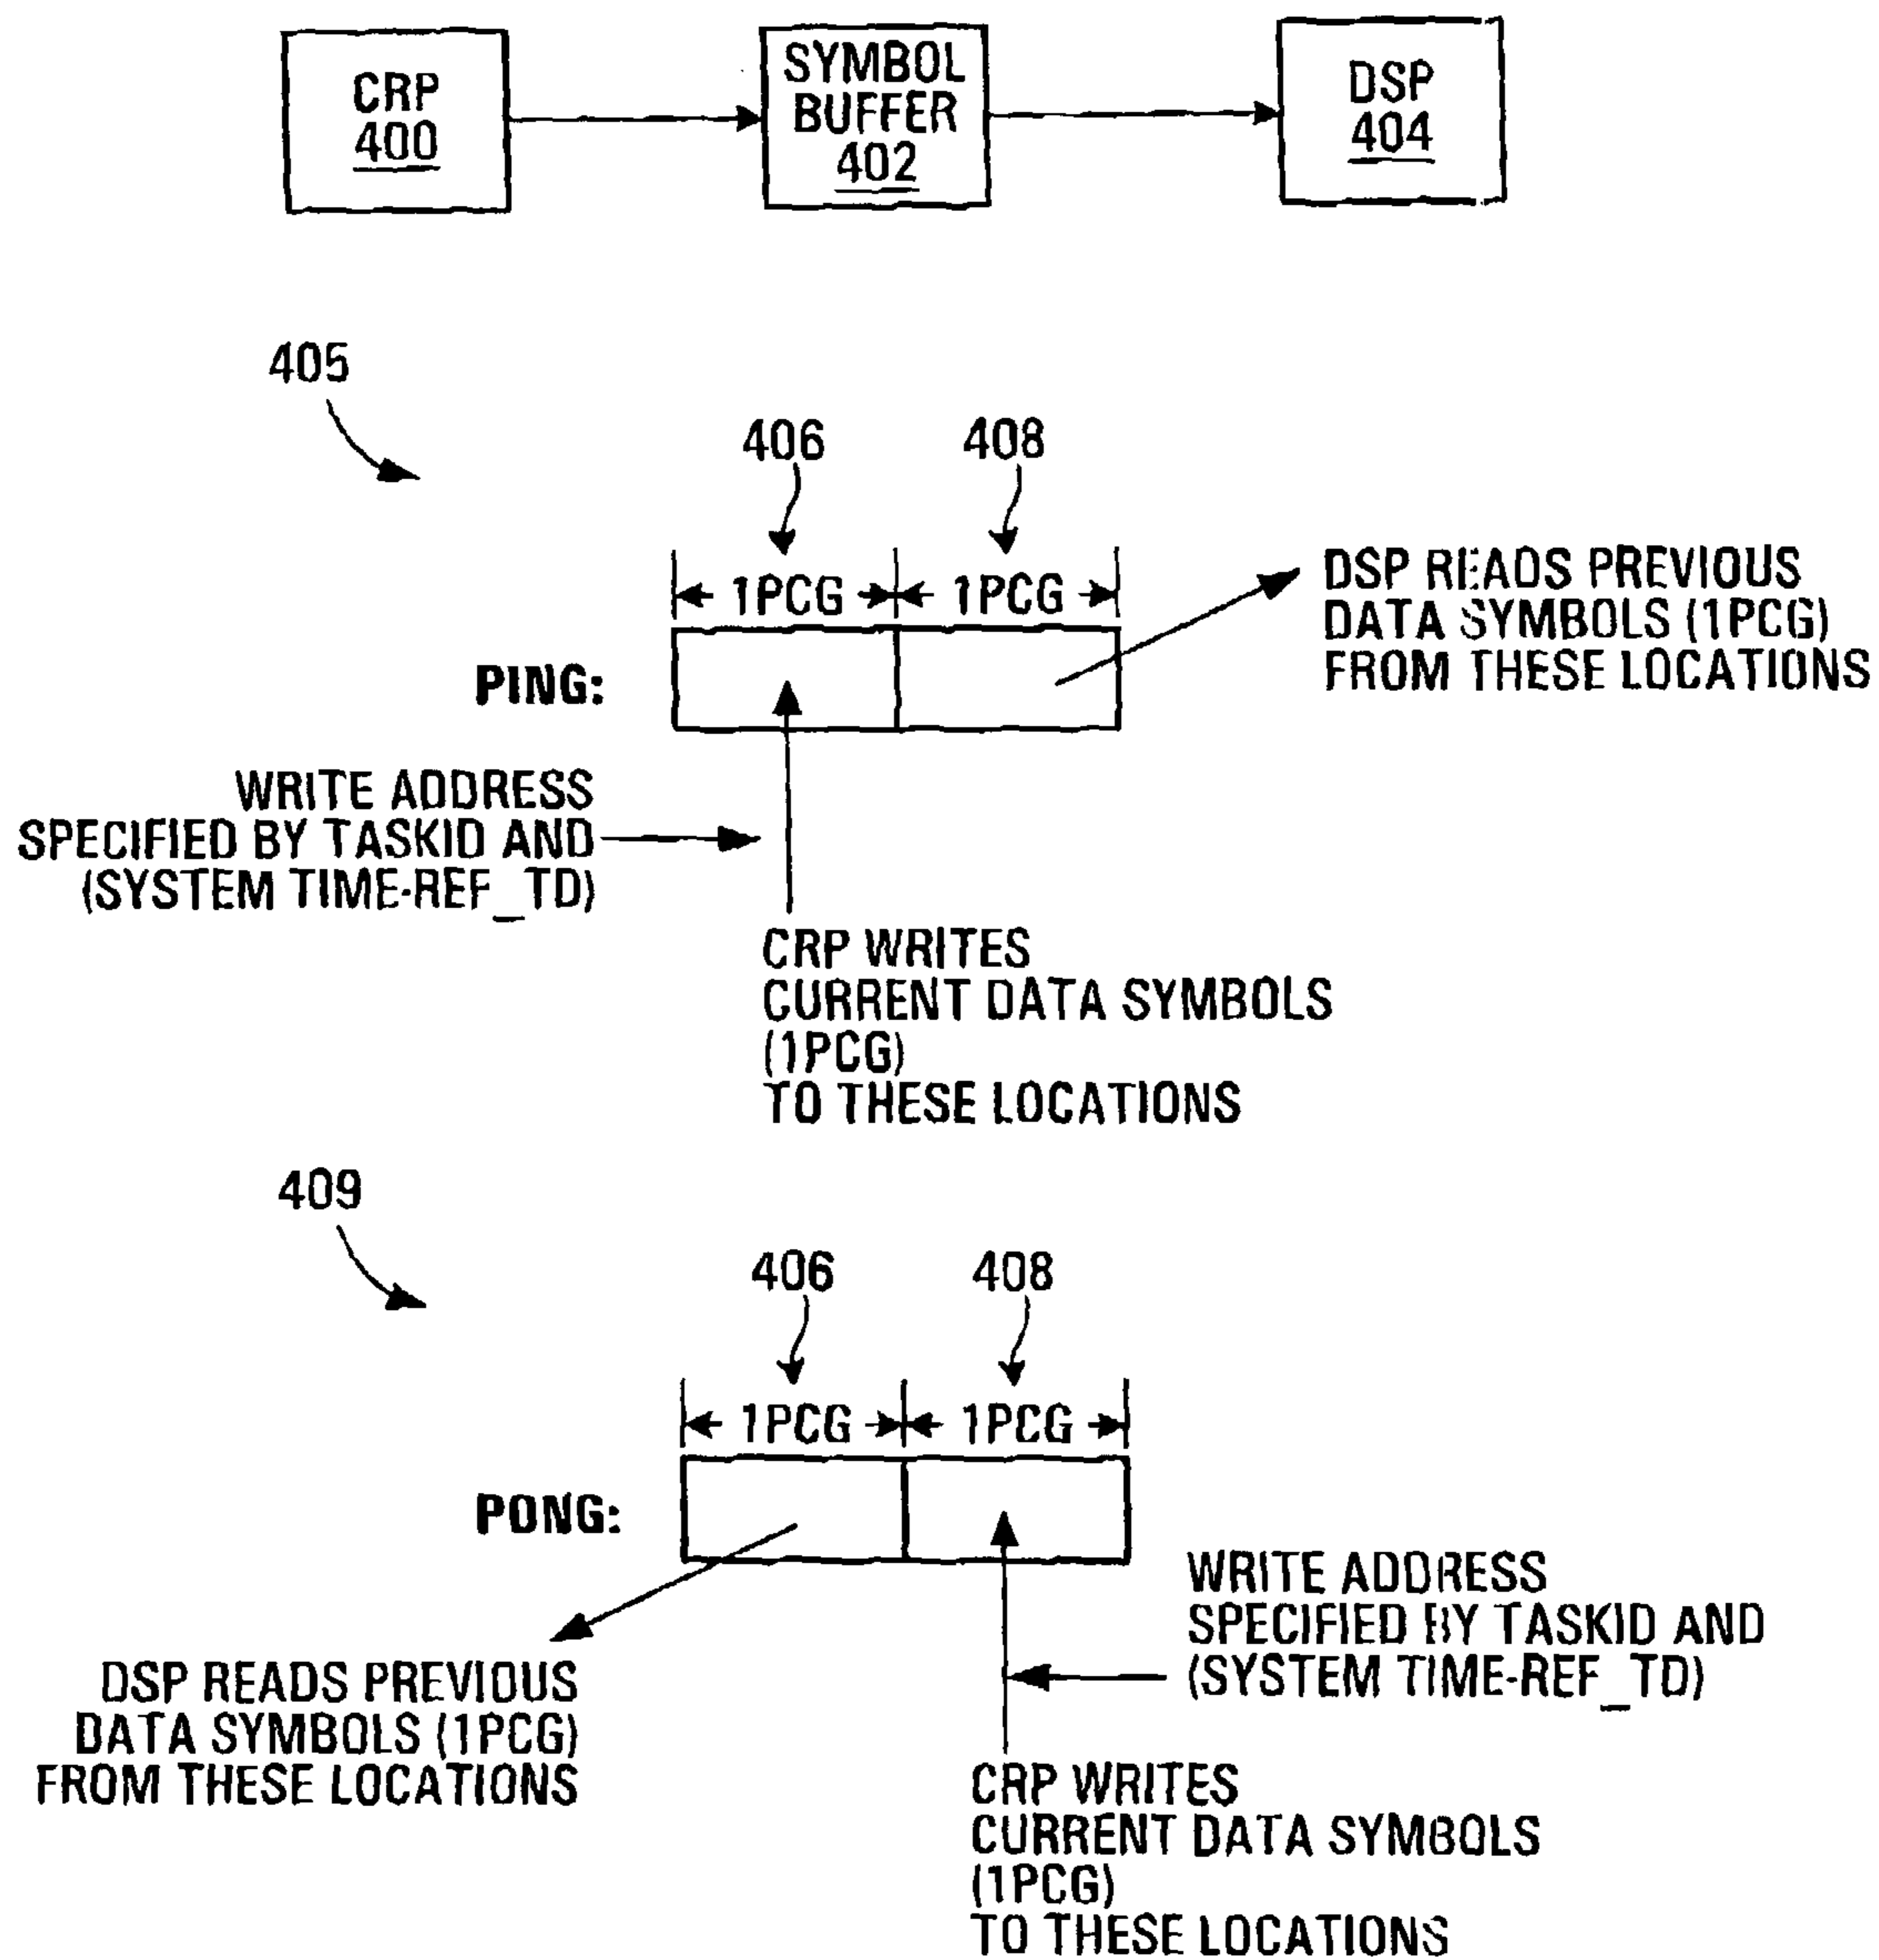 CRP
400
SYMBOL
BUFFER
402
DSP
404
405
406
408
1PCG
1PCG
DSP READS PREVIOUS
DATA SYMBOLS (1PCG)
FROM THESE LOCATIONS
PING:
WRITE ADDRESS
SPECIFIED BY TASKID AND
(SYSTEM TIME-REF_TD)
CRP WRITES
CURRENT DATA SYMBOLS
(1PCG)
TO THESE LOCATIONS
409
406
408
1PCG
1PCG
PONG:
WRITE ADDRESS
SPECIFIED BY TASKID AND
(SYSTEM TIME-REF_TD)
DSP READS PREVIOUS
DATA SYMBOLS (1PCG)
FROM THESE LOCATIONS
CRP WRITES
CURRENT DATA SYMBOLS
(1PCG)
TO THESE LOCATIONS